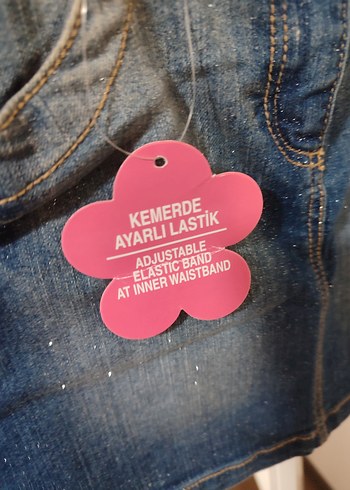 KEMERDE
AYARLI LASTİK
ADJUSTABLE
ELASTIC BAND
AT INNER WAISTBAND